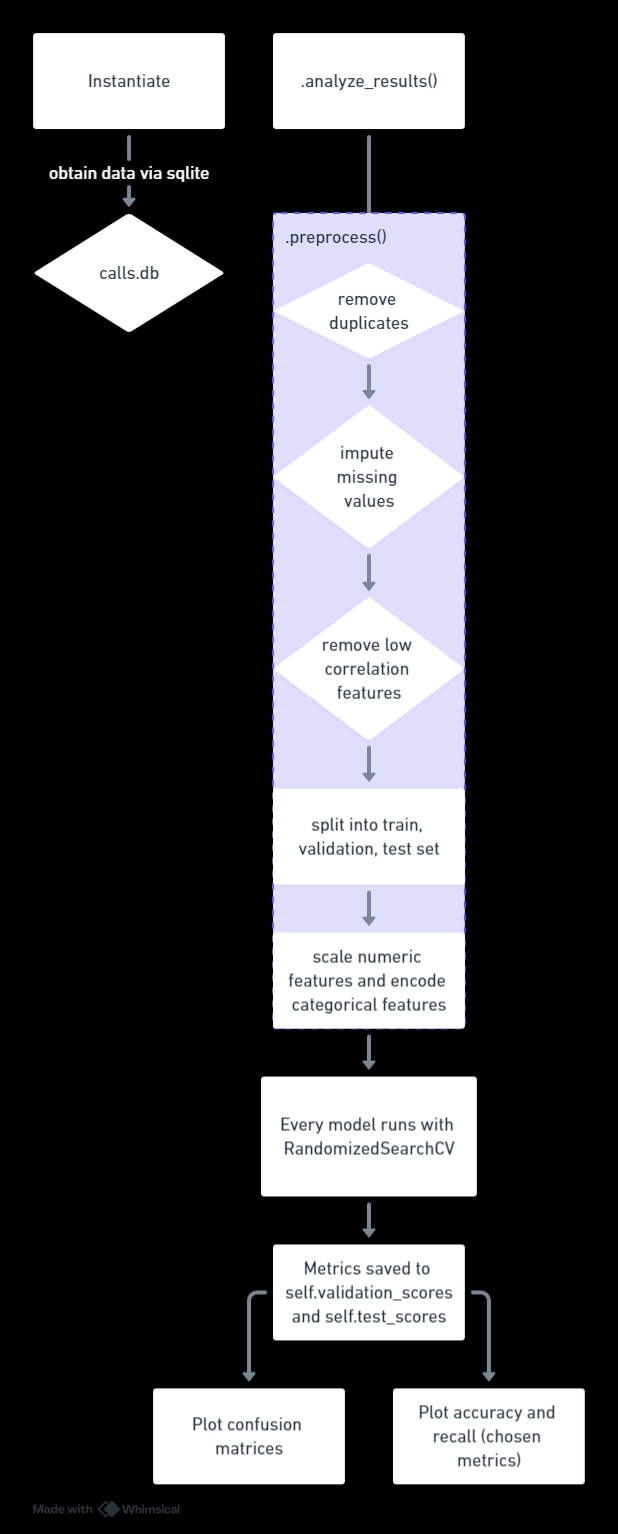 Instantiate
.analyze_results()
obtain data via sqlite
calls.db
.preprocess()
remove
duplicates
impute
missing
values
remove low
correlation
features
split into train,
validation, test set
scale numeric
features and encode
categorical features
Every model runs with
RandomizedSearchCV
Metrics saved to
self.validation_scores
and self.test_scores
Plot confusion
matrices
Plot accuracy and
recall (chosen
metrics)
Made with Whimsical